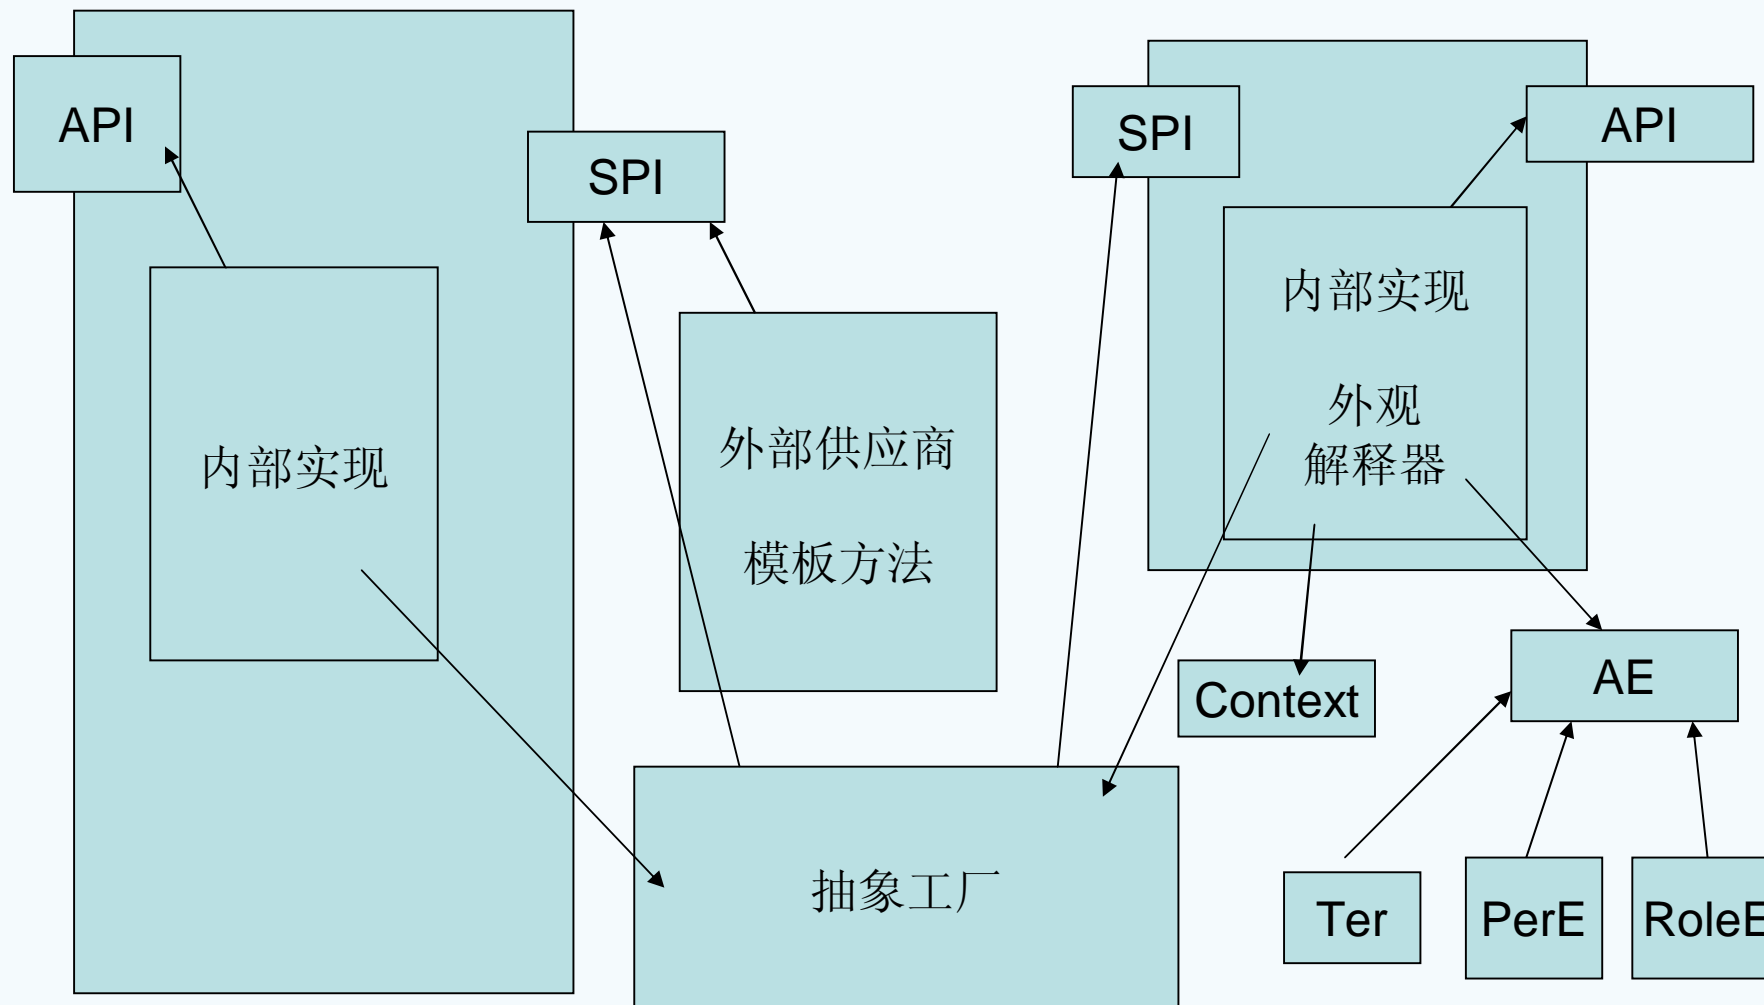 API
SPI
内部实现
外部供应商
模板方法
SPI
API
内部实现
外观
解释器
Context
AE
抽象工厂
Ter
PerE
RoleE